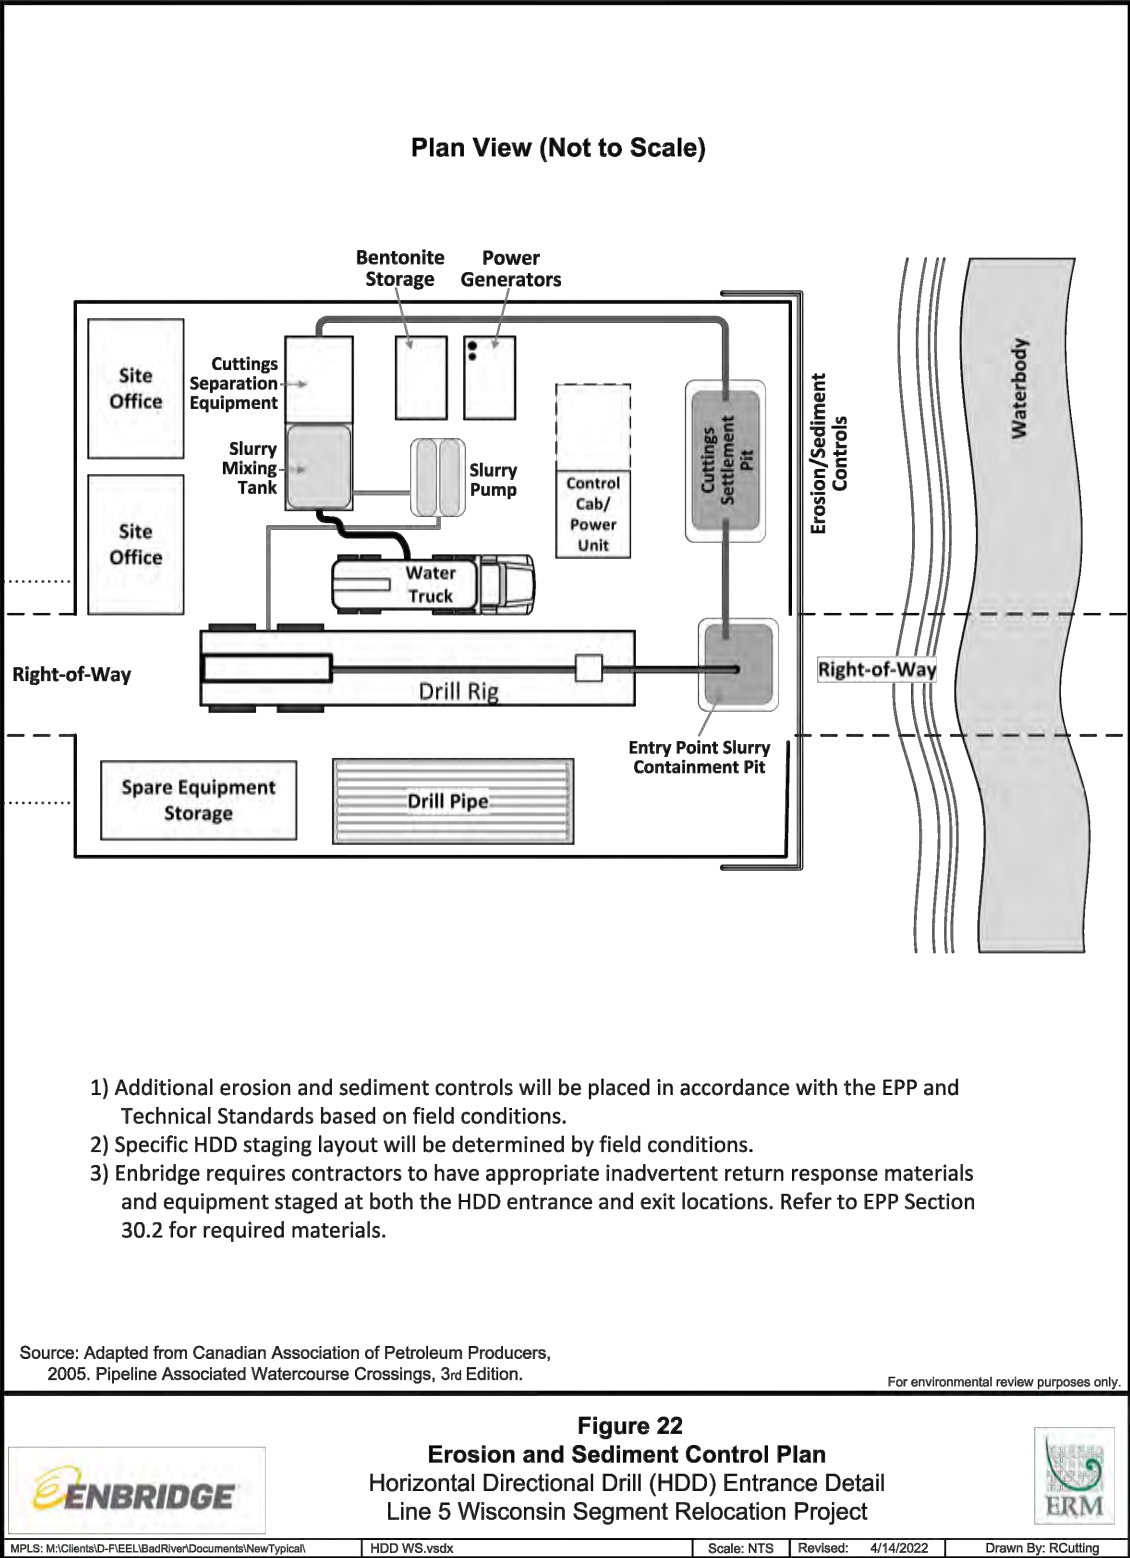 Plan View (Not to Scale)
Bentonite
Storage
Power
Generators
Site
Office
Cuttings
Separation
Equipment
Slurry
Mixing
Tank
Slurry
Pump
Control
Cab/
Power
Unit
Cuttings
Settlement
Pit
Erosion/Sediment
Controls
Waterbody
Site
Office
Water
Truck
Right-of-Way
Drill Rig
Right-of-Way
Entry Point Slurry
Containment Pit
Spare Equipment
Storage
Drill Pipe
1) Additional erosion and sediment controls will be placed in accordance with the EPP and
Technical Standards based on field conditions.
2) Specific HDD staging layout will be determined by field conditions.
3) Enbridge requires contractors to have appropriate inadvertent return response materials
and equipment staged at both the HDD entrance and exit locations. Refer to EPP Section
30.2 for required materials.
Source: Adapted from Canadian Association of Petroleum Producers,
2005. Pipeline Associated Watercourse Crossings, 3rd Edition.
For environmental review purposes only.
Figure 22
Erosion and Sediment Control Plan
Horizontal Directional Drill (HDD) Entrance Detail
Line 5 Wisconsin Segment Relocation Project
ENBRIDGE
ERM
MPLS: M:\Clients\D-F\EEL\BadRiver\Documents\NewTypical\
HDD WS.vsdx
Scale: NTS
Revised: 4/14/2022
Drawn By: RCutting